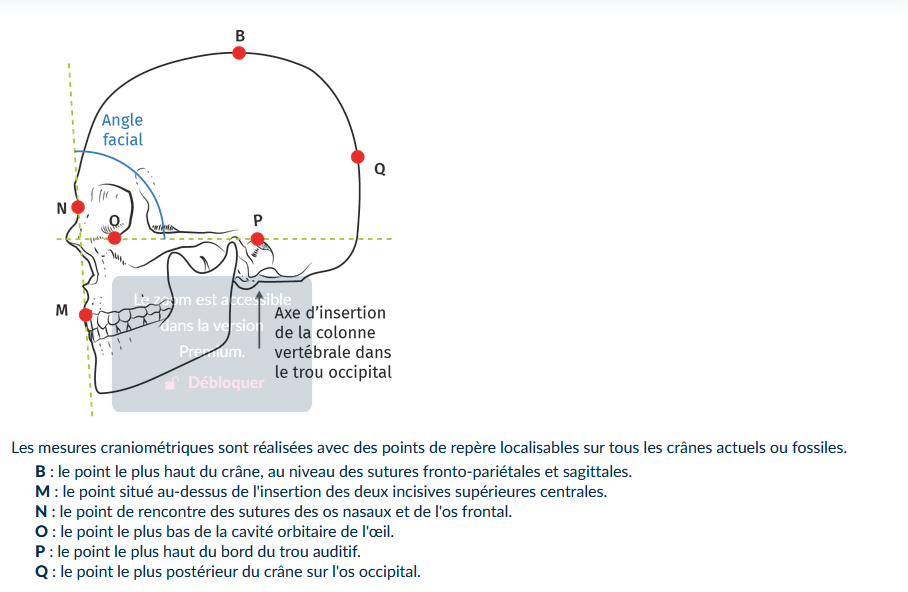 B
Angle
facial
Q
N
O
P
M
Le zoom est accessible
dans la version
Premium.
Débloquer
Axe d'insertion
de la colonne
vertébrale dans
le trou occipital
Les mesures craniométriques sont réalisées avec des points de repère localisables sur tous les crânes actuels ou fossiles.
B : le point le plus haut du crâne, au niveau des sutures fronto-pariétales et sagittales.
M : le point situé au-dessus de l'insertion des deux incisives supérieures centrales.
N : le point de rencontre des sutures des os nasaux et de l'os frontal.
O : le point le plus bas de la cavité orbitaire de l'œil.
P : le point le plus haut du bord du trou auditif.
Q : le point le plus postérieur du crâne sur l'os occipital.